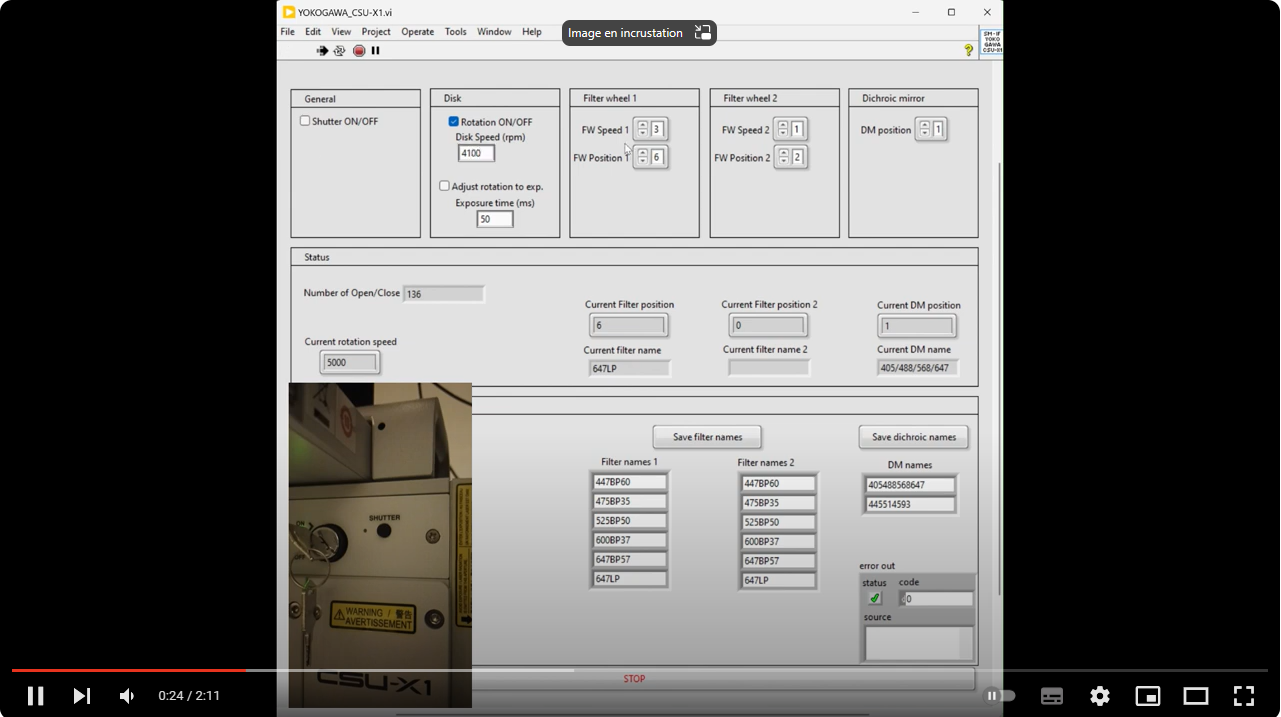 YOKOGAWA_CSU-X1.vi
Image en incrustation
File Edit View Project Operate Tools Window Help
SM-IF
YOKO
GAWA
CSU-X1
General
Shutter ON/OFF
Disk
Rotation ON/OFF
Disk Speed (rpm)
4100
Adjust rotation to exp.
Exposure time (ms)
50
Filter wheel 1
FW Speed 1 3
FW Position 1 6
Filter wheel 2
FW Speed 2 1
FW Position 2 2
Dichroic mirror
DM position 1
Status
Number of Open/Close 136
Current rotation speed
5000
Current Filter position
6
Current filter name
647LP
Current Filter position 2
0
Current filter name 2
Current DM position
1
Current DM name
405/488/568/647
Save filter names
Save dichroic names
Filter names 1
447BP60
475BP35
525BP50
600BP37
647BP57
647LP
Filter names 2
447BP60
475BP35
525BP50
600BP37
647BP57
647LP
DM names
405488568647
445514593
error out
status code
0
source
SHUTTER
ON
WARNING / 警告
AVERTISSEMENT
CSU-X1
STOP
0:24 / 2:11